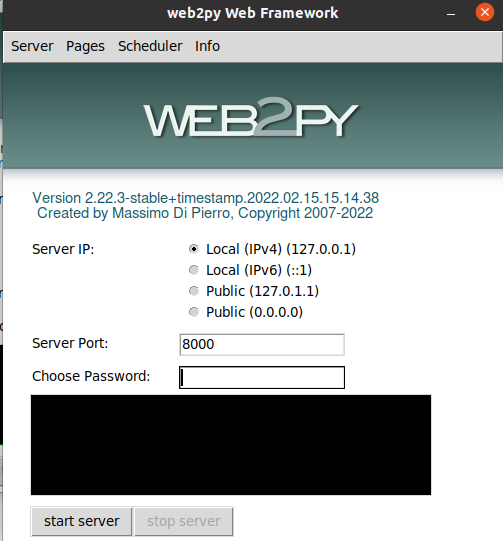 web2py Web Framework
Server Pages Scheduler Info
WEB2PY
Version 2.22.3-stable+timestamp.2022.02.15.15.14.38
Created by Massimo Di Pierro, Copyright 2007-2022
Server IP: Local (IPv4) (127.0.0.1)
Local (IPv6) (::1)
Public (127.0.1.1)
Public (0.0.0.0)
Server Port: 8000
Choose Password:
start server stop server